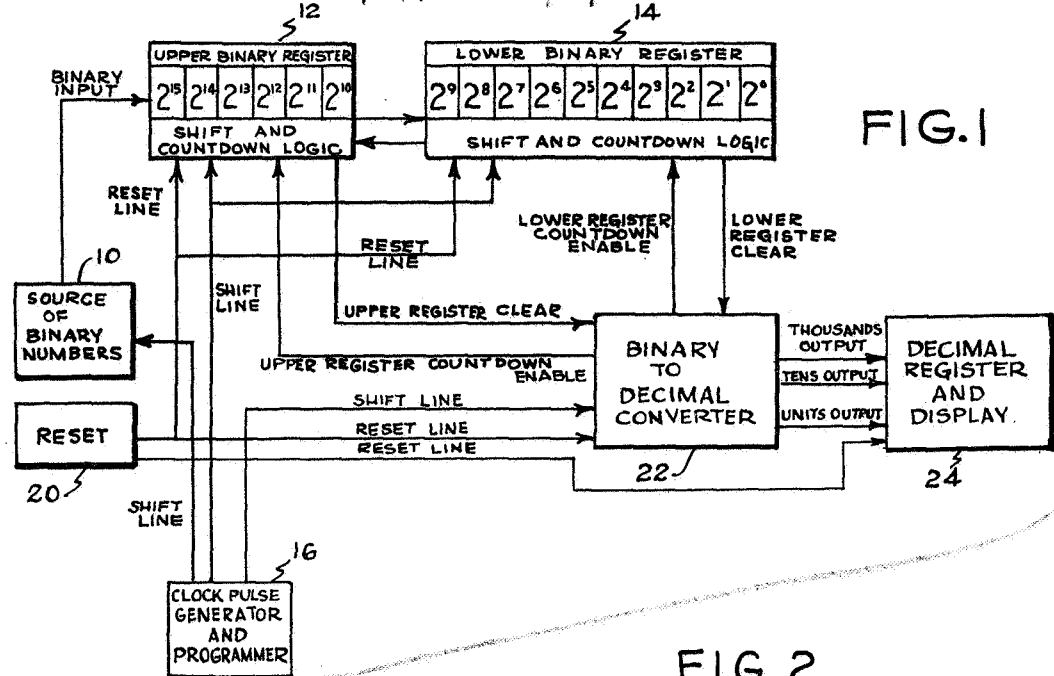 12
14
UPPER BINARY REGISTER
LOWER BINARY REGISTER
BINARY
INPUT
2¹⁵ 2¹⁴ 2¹³ 2¹² 2¹¹ 2¹⁰
2⁹ 2⁸ 2⁷ 2⁶ 2⁵ 2⁴ 2³ 2² 2¹ 2⁰
SHIFT AND
COUNTDOWN LOGIC
SHIFT AND COUNTDOWN LOGIC
FIG.1
RESET
LINE
RESET
LINE
LOWER REGISTER
COUNTDOWN
ENABLE
LOWER
REGISTER
CLEAR
10
SOURCE
OF
BINARY
NUMBERS
SHIFT
LINE
UPPER REGISTER CLEAR
UPPER REGISTER COUNTDOWN
ENABLE
BINARY
TO
DECIMAL
CONVERTER
22
THOUSANDS
OUTPUT
TENS OUTPUT
UNITS OUTPUT
DECIMAL
REGISTER
AND
DISPLAY.
24
SHIFT LINE
RESET LINE
RESET LINE
RESET
20
SHIFT
LINE
16
CLOCK PULSE
GENERATOR
AND
PROGRAMMER
FIG.2